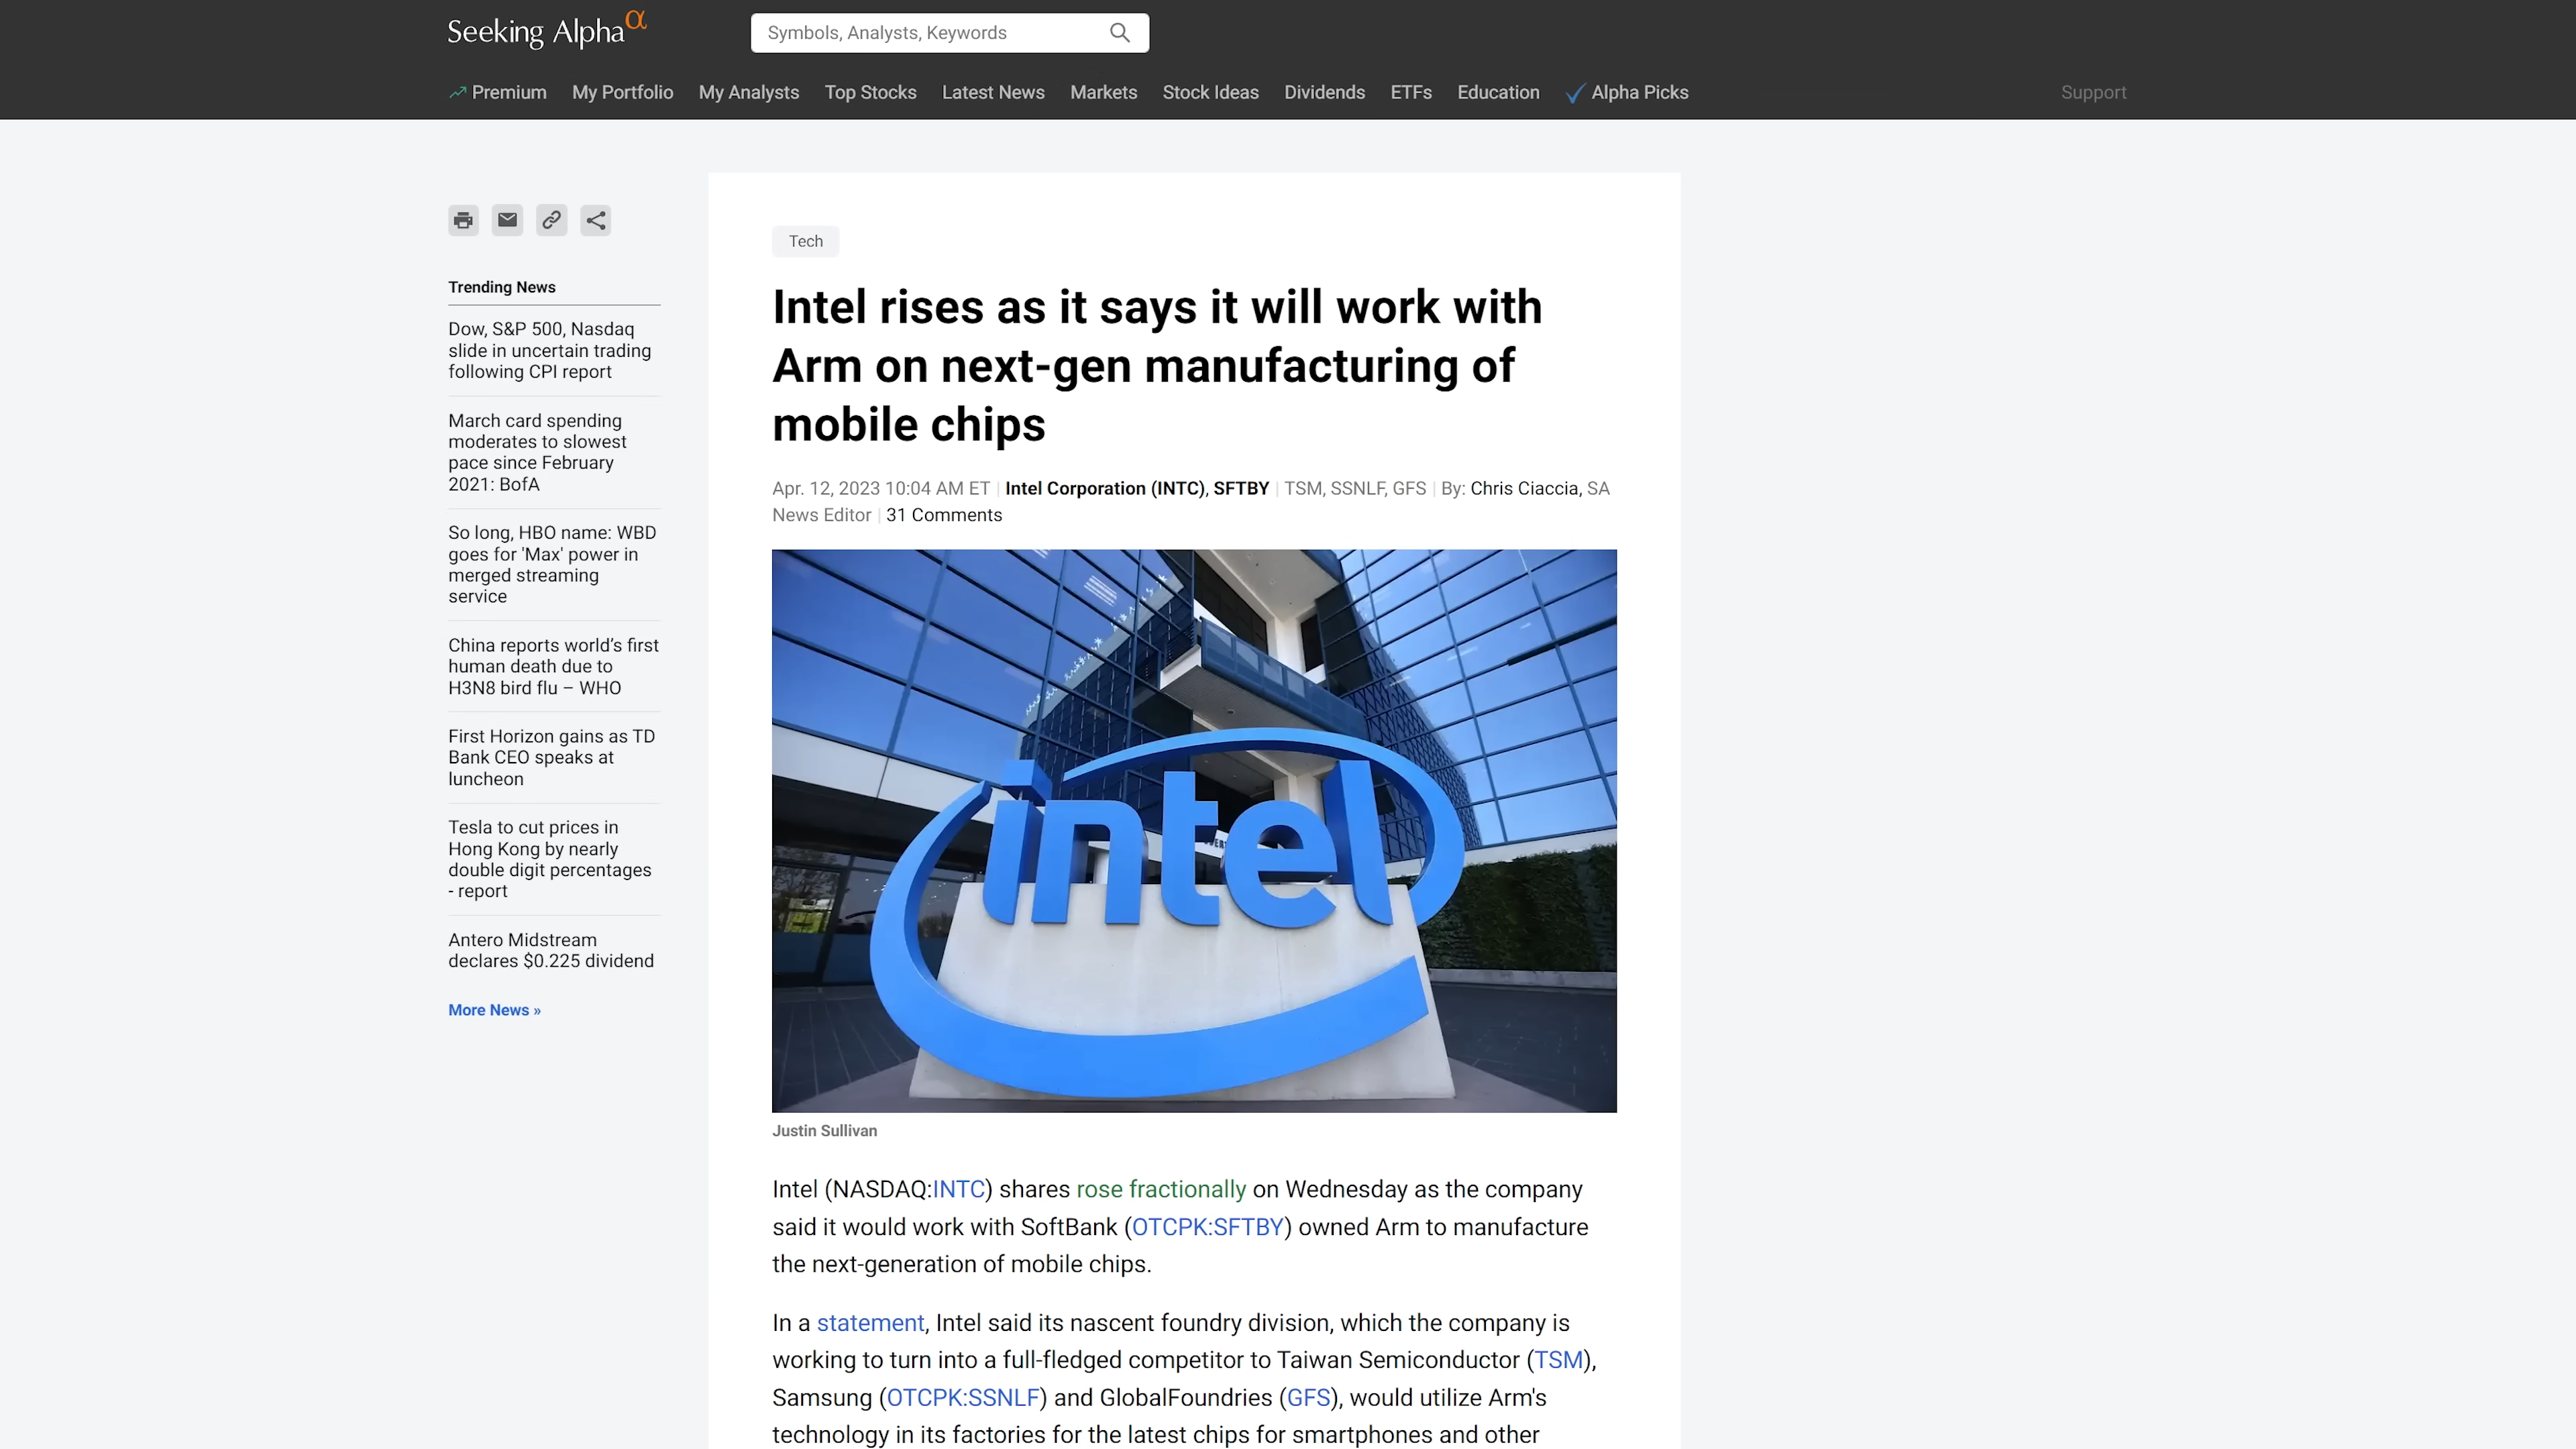 Seeking Alpha α
Symbols, Analysts, Keywords
Premium My Portfolio My Analysts Top Stocks Latest News Markets Stock Ideas Dividends ETFs Education Alpha Picks Support
Trending News
Dow, S&P 500, Nasdaq
slide in uncertain trading
following CPI report
March card spending
moderates to slowest
pace since February
2021: BofA
So long, HBO name: WBD
goes for 'Max' power in
merged streaming
service
China reports world’s first
human death due to
H3N8 bird flu – WHO
First Horizon gains as TD
Bank CEO speaks at
luncheon
Tesla to cut prices in
Hong Kong by nearly
double digit percentages
- report
Antero Midstream
declares $0.225 dividend
More News »
Tech
Intel rises as it says it will work with
Arm on next-gen manufacturing of
mobile chips
Apr. 12, 2023 10:04 AM ET | Intel Corporation (INTC), SFTBY | TSM, SSNLF, GFS | By: Chris Ciaccia, SA
News Editor | 31 Comments
intel
Justin Sullivan
Intel (NASDAQ:INTC) shares rose fractionally on Wednesday as the company
said it would work with SoftBank (OTCPK:SFTBY) owned Arm to manufacture
the next-generation of mobile chips.
In a statement, Intel said its nascent foundry division, which the company is
working to turn into a full-fledged competitor to Taiwan Semiconductor (TSM),
Samsung (OTCPK:SSNLF) and GlobalFoundries (GFS), would utilize Arm's
technology in its factories for the latest chips for smartphones and other